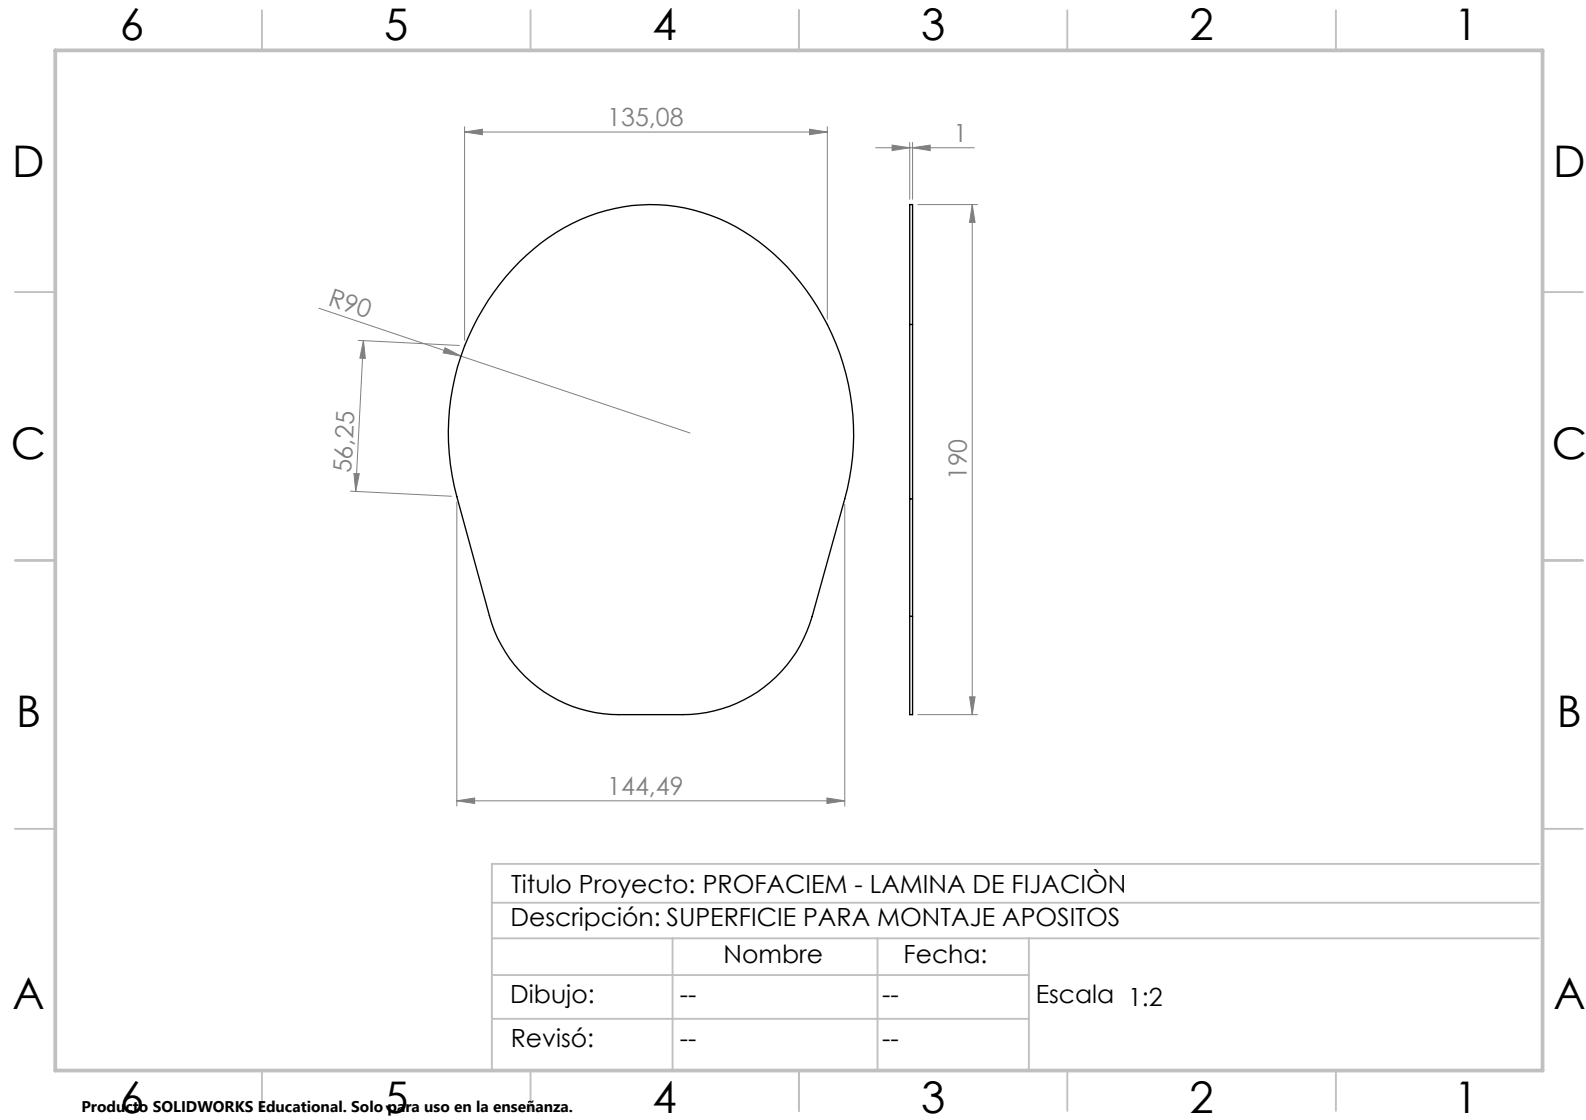 6 5 4 3 2 1
135,08
1
D D
R90
56,25
190
C C
B B
144,49
Titulo Proyecto: PROFACIEM - LAMINA DE FIJACIÒN
Descripción: SUPERFICIE PARA MONTAJE APOSITOS
Nombre Fecha:
A Dibujo: -- -- Escala 1:2 A
Revisó: -- --
6 5 4 3 2 1
Producto SOLIDWORKS Educational. Solo para uso en la enseñanza.